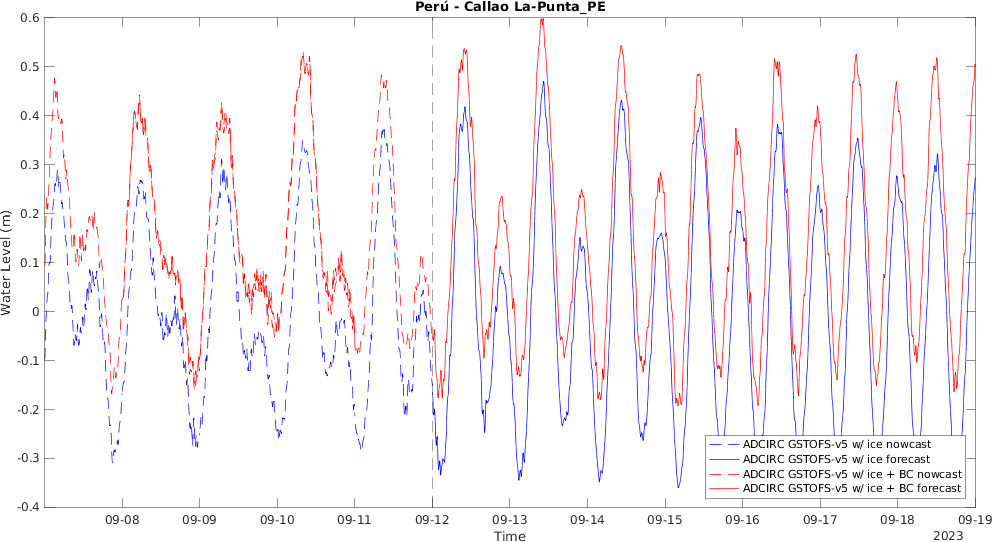 Perú - Callao La-Punta_PE
Water Level (m)
0.6
0.5
0.4
0.3
0.2
0.1
0
-0.1
-0.2
-0.3
-0.4
ADCIRC GSTOFS-v5 w/ ice nowcast
ADCIRC GSTOFS-v5 w/ ice forecast
ADCIRC GSTOFS-v5 w/ ice + BC nowcast
ADCIRC GSTOFS-v5 w/ ice + BC forecast
09-08 09-09 09-10 09-11 09-12 09-13 09-14 09-15 09-16 09-17 09-18 09-19
Time
2023